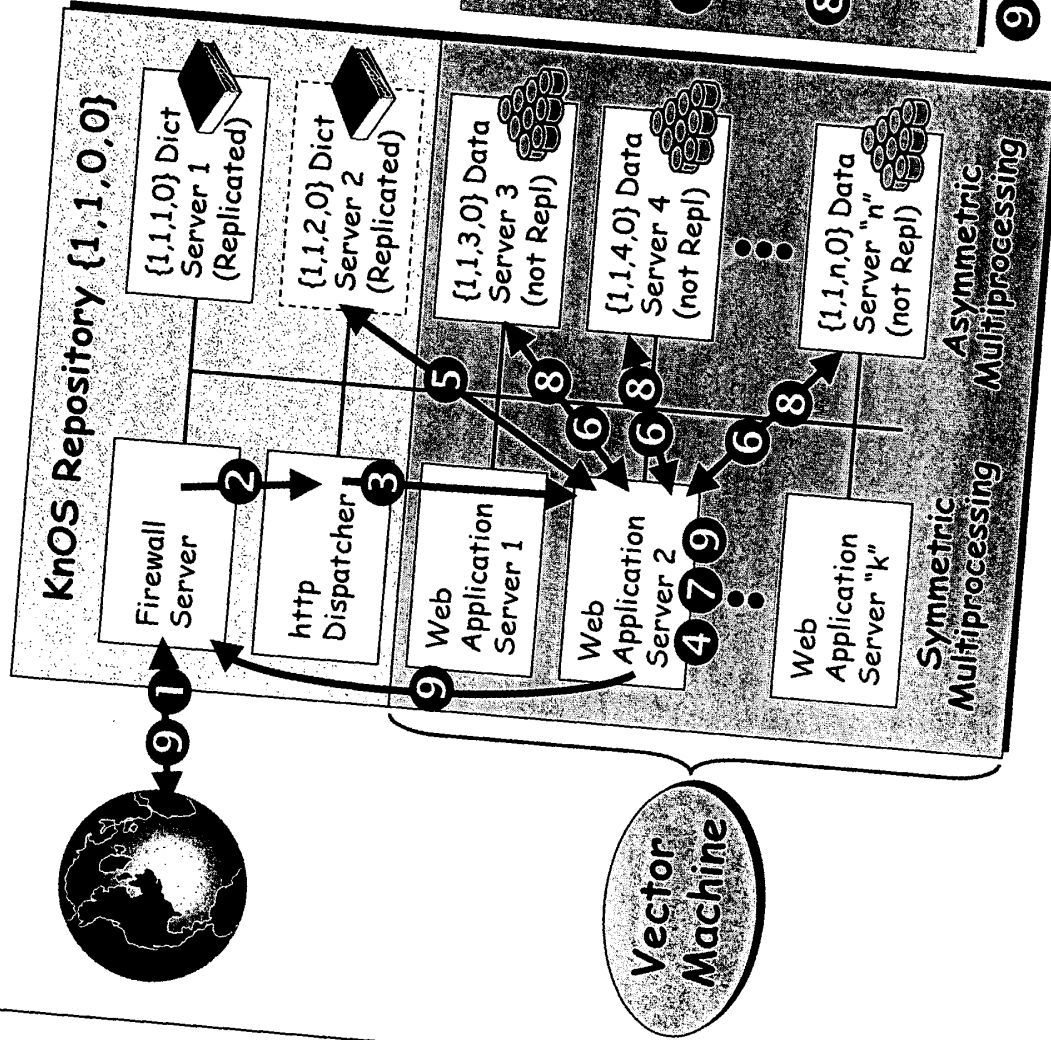 KnOS Repository {1,1,0,0}
Firewall
Server
{1,1,1,0} Dict
Server 1
(Replicated)
http
Dispatcher
{1,1,2,0} Dict
Server 2
(Replicated)
Web
Application
Server 1
{1,1,3,0} Data
Server 3
(not Repl)
Web
Application
Server 2
{1,1,4,0} Data
Server 4
(not Repl)
Web
Application
Server "k"
{1,1,n,0} Data
Server "n"
(not Repl)
Symmetric
Multiprocessing
Asymmetric
Multiprocessing
Vector
Machine
9
1
2
3
9
5
6
8
6
8
6
8
4
7
9
8
9